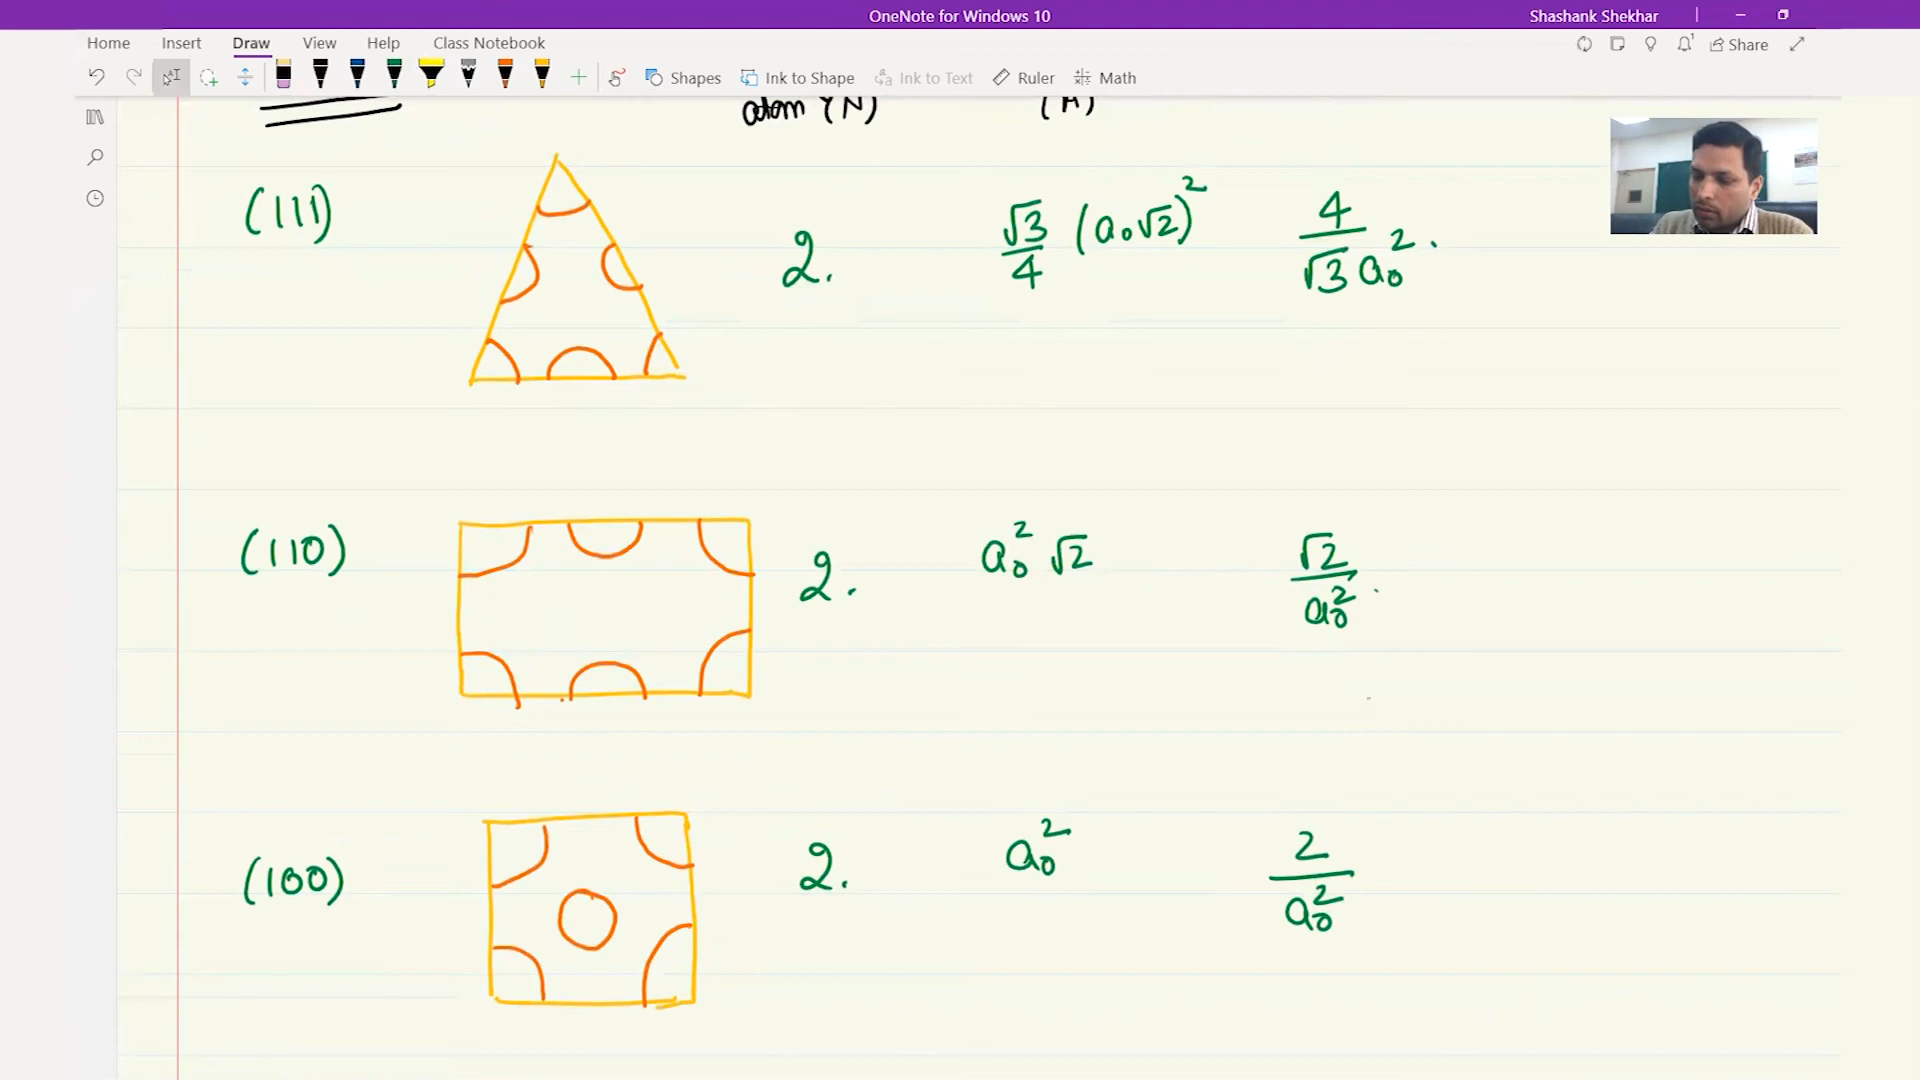 OneNote for Windows 10
Shashank Shekhar
Home Insert Draw View Help Class Notebook
Share
Shapes Ink to Shape Ink to Text Ruler Math
atom (N) (A)
(111) 2. √3/4 (a₀√2)² 4/√3a₀² .
(110) 2. a₀²√2 √2/a₀² .
(100) 2. a₀² 2/a₀²